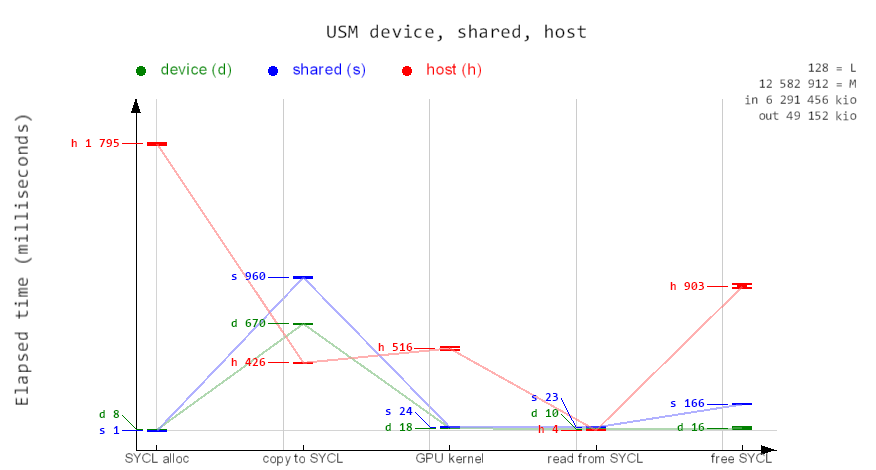 USM device, shared, host
device (d) shared (s) host (h)
128 = L
12 582 912 = M
in 6 291 456 kio
out 49 152 kio
Elapsed time (milliseconds)
h 1 795
s 960
h 903
d 670
h 516
h 426
s 23
s 166
s 24
d 10
d 8
d 18
h 4
d 16
s 1
SYCL alloc copy to SYCL GPU kernel read from SYCL free SYCL